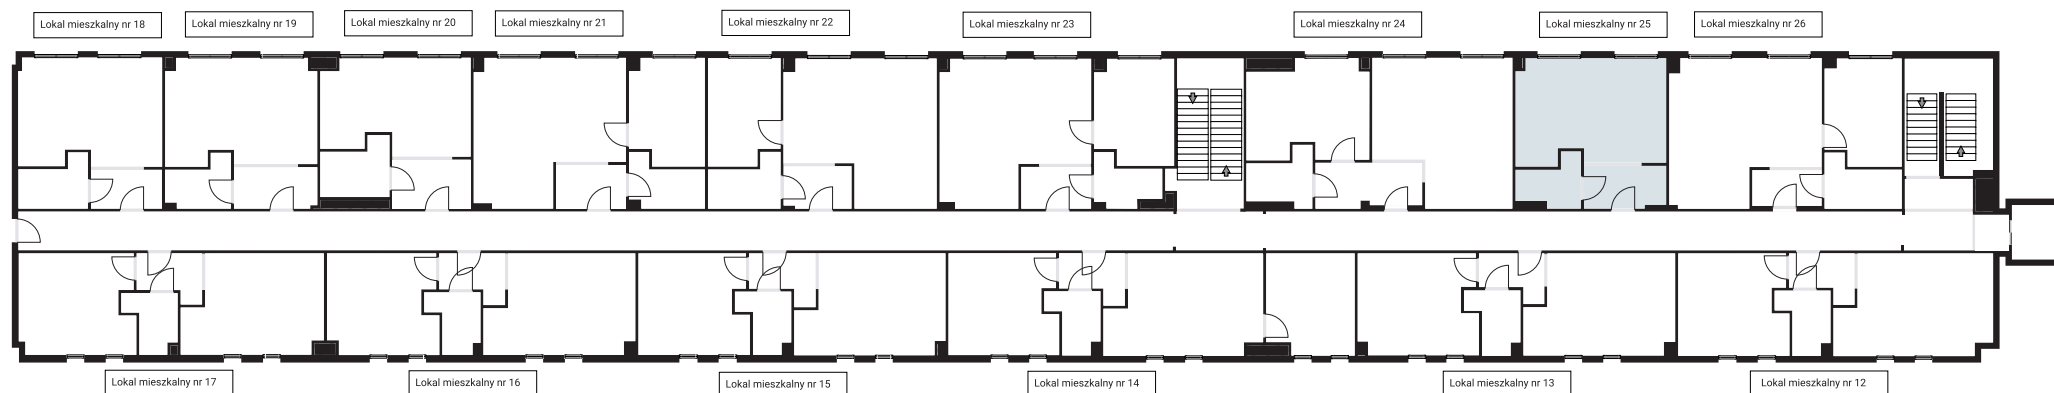 Lokal mieszkalny nr 18
Lokal mieszkalny nr 19
Lokal mieszkalny nr 20
Lokal mieszkalny nr 21
Lokal mieszkalny nr 22
Lokal mieszkalny nr 23
Lokal mieszkalny nr 24
Lokal mieszkalny nr 25
Lokal mieszkalny nr 26
Lokal mieszkalny nr 17
Lokal mieszkalny nr 16
Lokal mieszkalny nr 15
Lokal mieszkalny nr 14
Lokal mieszkalny nr 13
Lokal mieszkalny nr 12